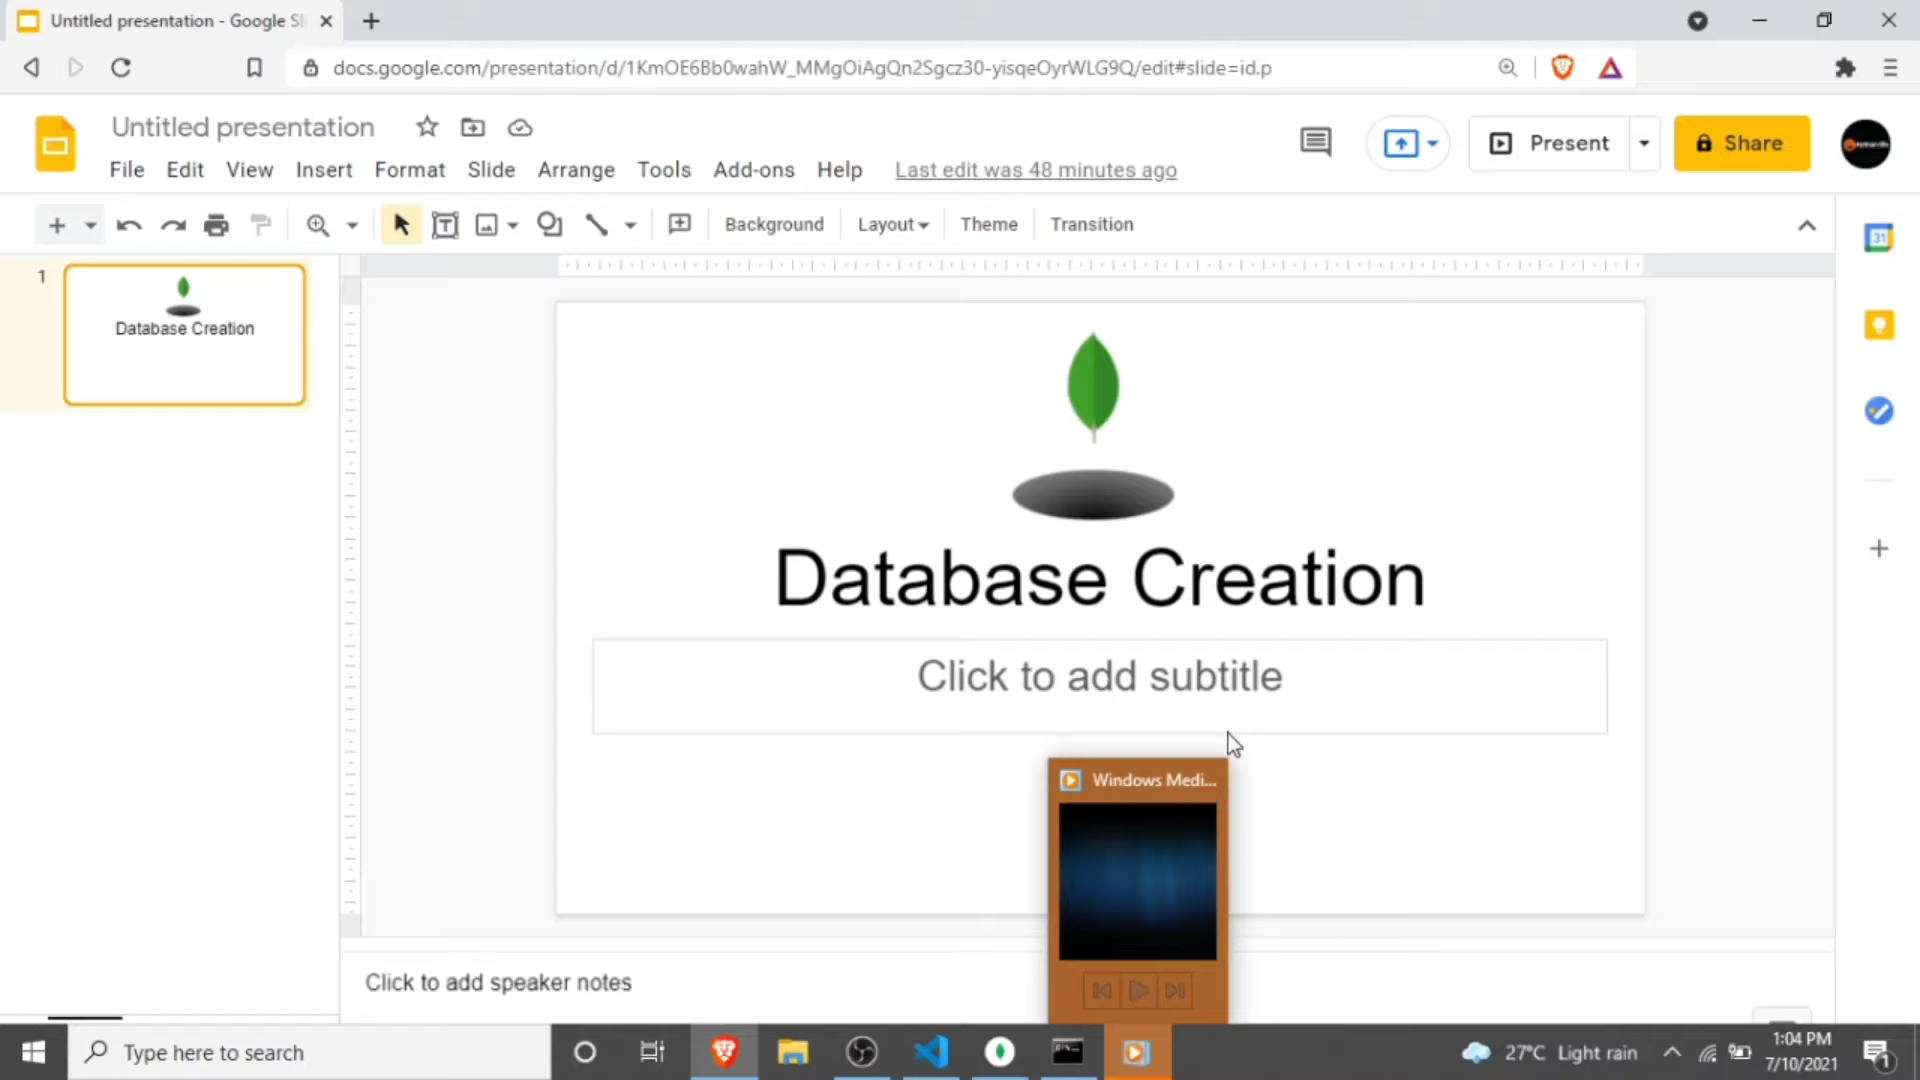 Untitled presentation - Google Sl
docs.google.com/presentation/d/1KmOE6Bb0wahW_MMgOiAgQn2Sgcz30-yisqeOyrWLG9Q/edit#slide=id.p
Untitled presentation
File Edit View Insert Format Slide Arrange Tools Add-ons Help Last edit was 48 minutes ago
Present
Share
Background Layout Theme Transition
31
1
Database Creation
Database Creation
Click to add subtitle
Windows Medi...
Click to add speaker notes
Type here to search
27°C Light rain
1:04 PM
7/10/2021
1